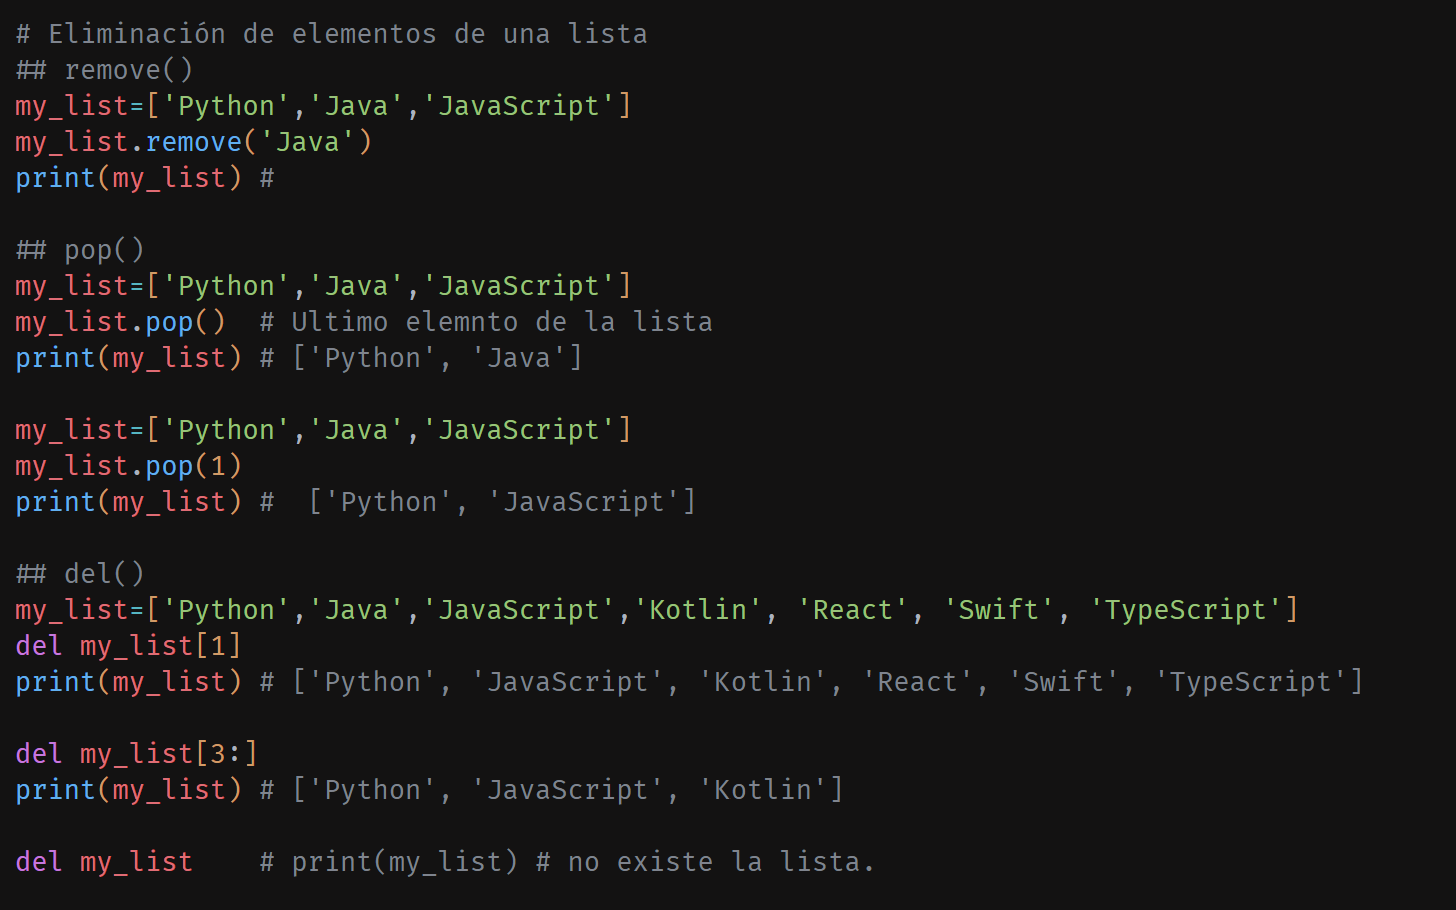 # Eliminación de elementos de una lista
## remove()
my_list=['Python','Java','JavaScript']
my_list.remove('Java')
print(my_list) #
## pop()
my_list=['Python','Java','JavaScript']
my_list.pop()  # Ultimo elemnto de la lista
print(my_list) # ['Python', 'Java']
my_list=['Python','Java','JavaScript']
my_list.pop(1)
print(my_list) #  ['Python', 'JavaScript']
## del()
my_list=['Python','Java','JavaScript','Kotlin', 'React', 'Swift', 'TypeScript']
del my_list[1]
print(my_list) # ['Python', 'JavaScript', 'Kotlin', 'React', 'Swift', 'TypeScript']
del my_list[3:]
print(my_list) # ['Python', 'JavaScript', 'Kotlin']
del my_list    # print(my_list) # no existe la lista.